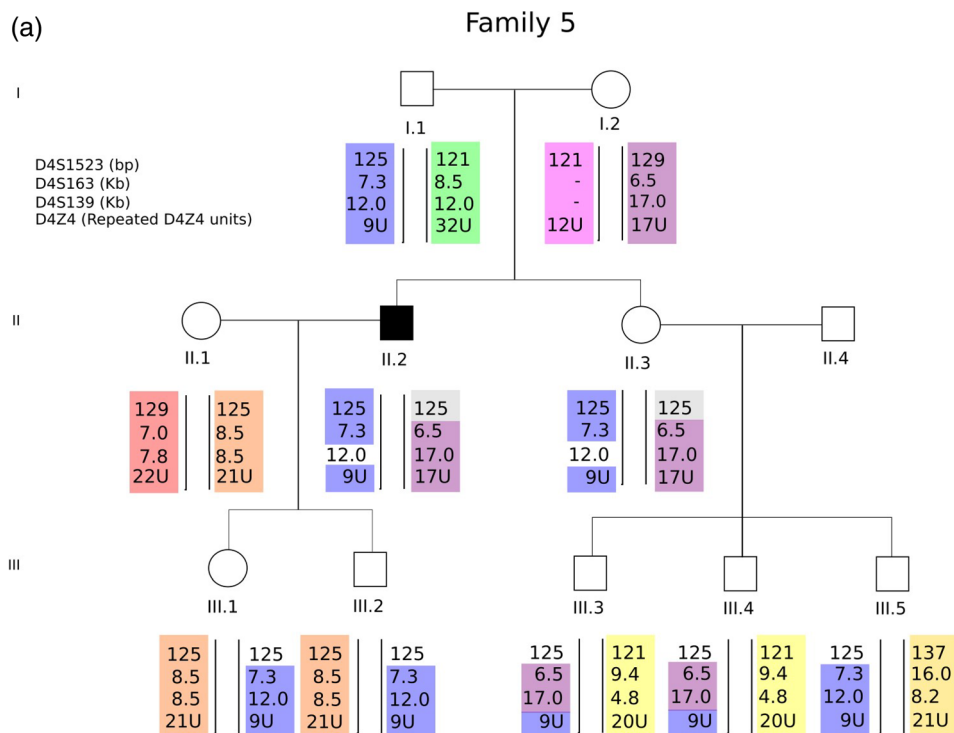 (a)
Family 5
I
I.1
I.2
D4S1523 (bp)
D4S163 (Kb)
D4S139 (Kb)
D4Z4 (Repeated D4Z4 units)
125 121 121 129
7.3 8.5 - 6.5
12.0 12.0 - 17.0
9U 32U 12U 17U
II
II.1
II.2
II.3
II.4
129 125 125 125 125 125
7.0 8.5 7.3 6.5 7.3 6.5
7.8 8.5 12.0 17.0 12.0 17.0
22U 21U 9U 17U 9U 17U
III
III.1
III.2
III.3
III.4
III.5
125 125 125 125 125 121 125 121 125 137
8.5 7.3 8.5 7.3 6.5 9.4 6.5 9.4 7.3 16.0
8.5 12.0 8.5 12.0 17.0 4.8 17.0 4.8 12.0 8.2
21U 9U 21U 9U 9U 20U 9U 20U 9U 21U